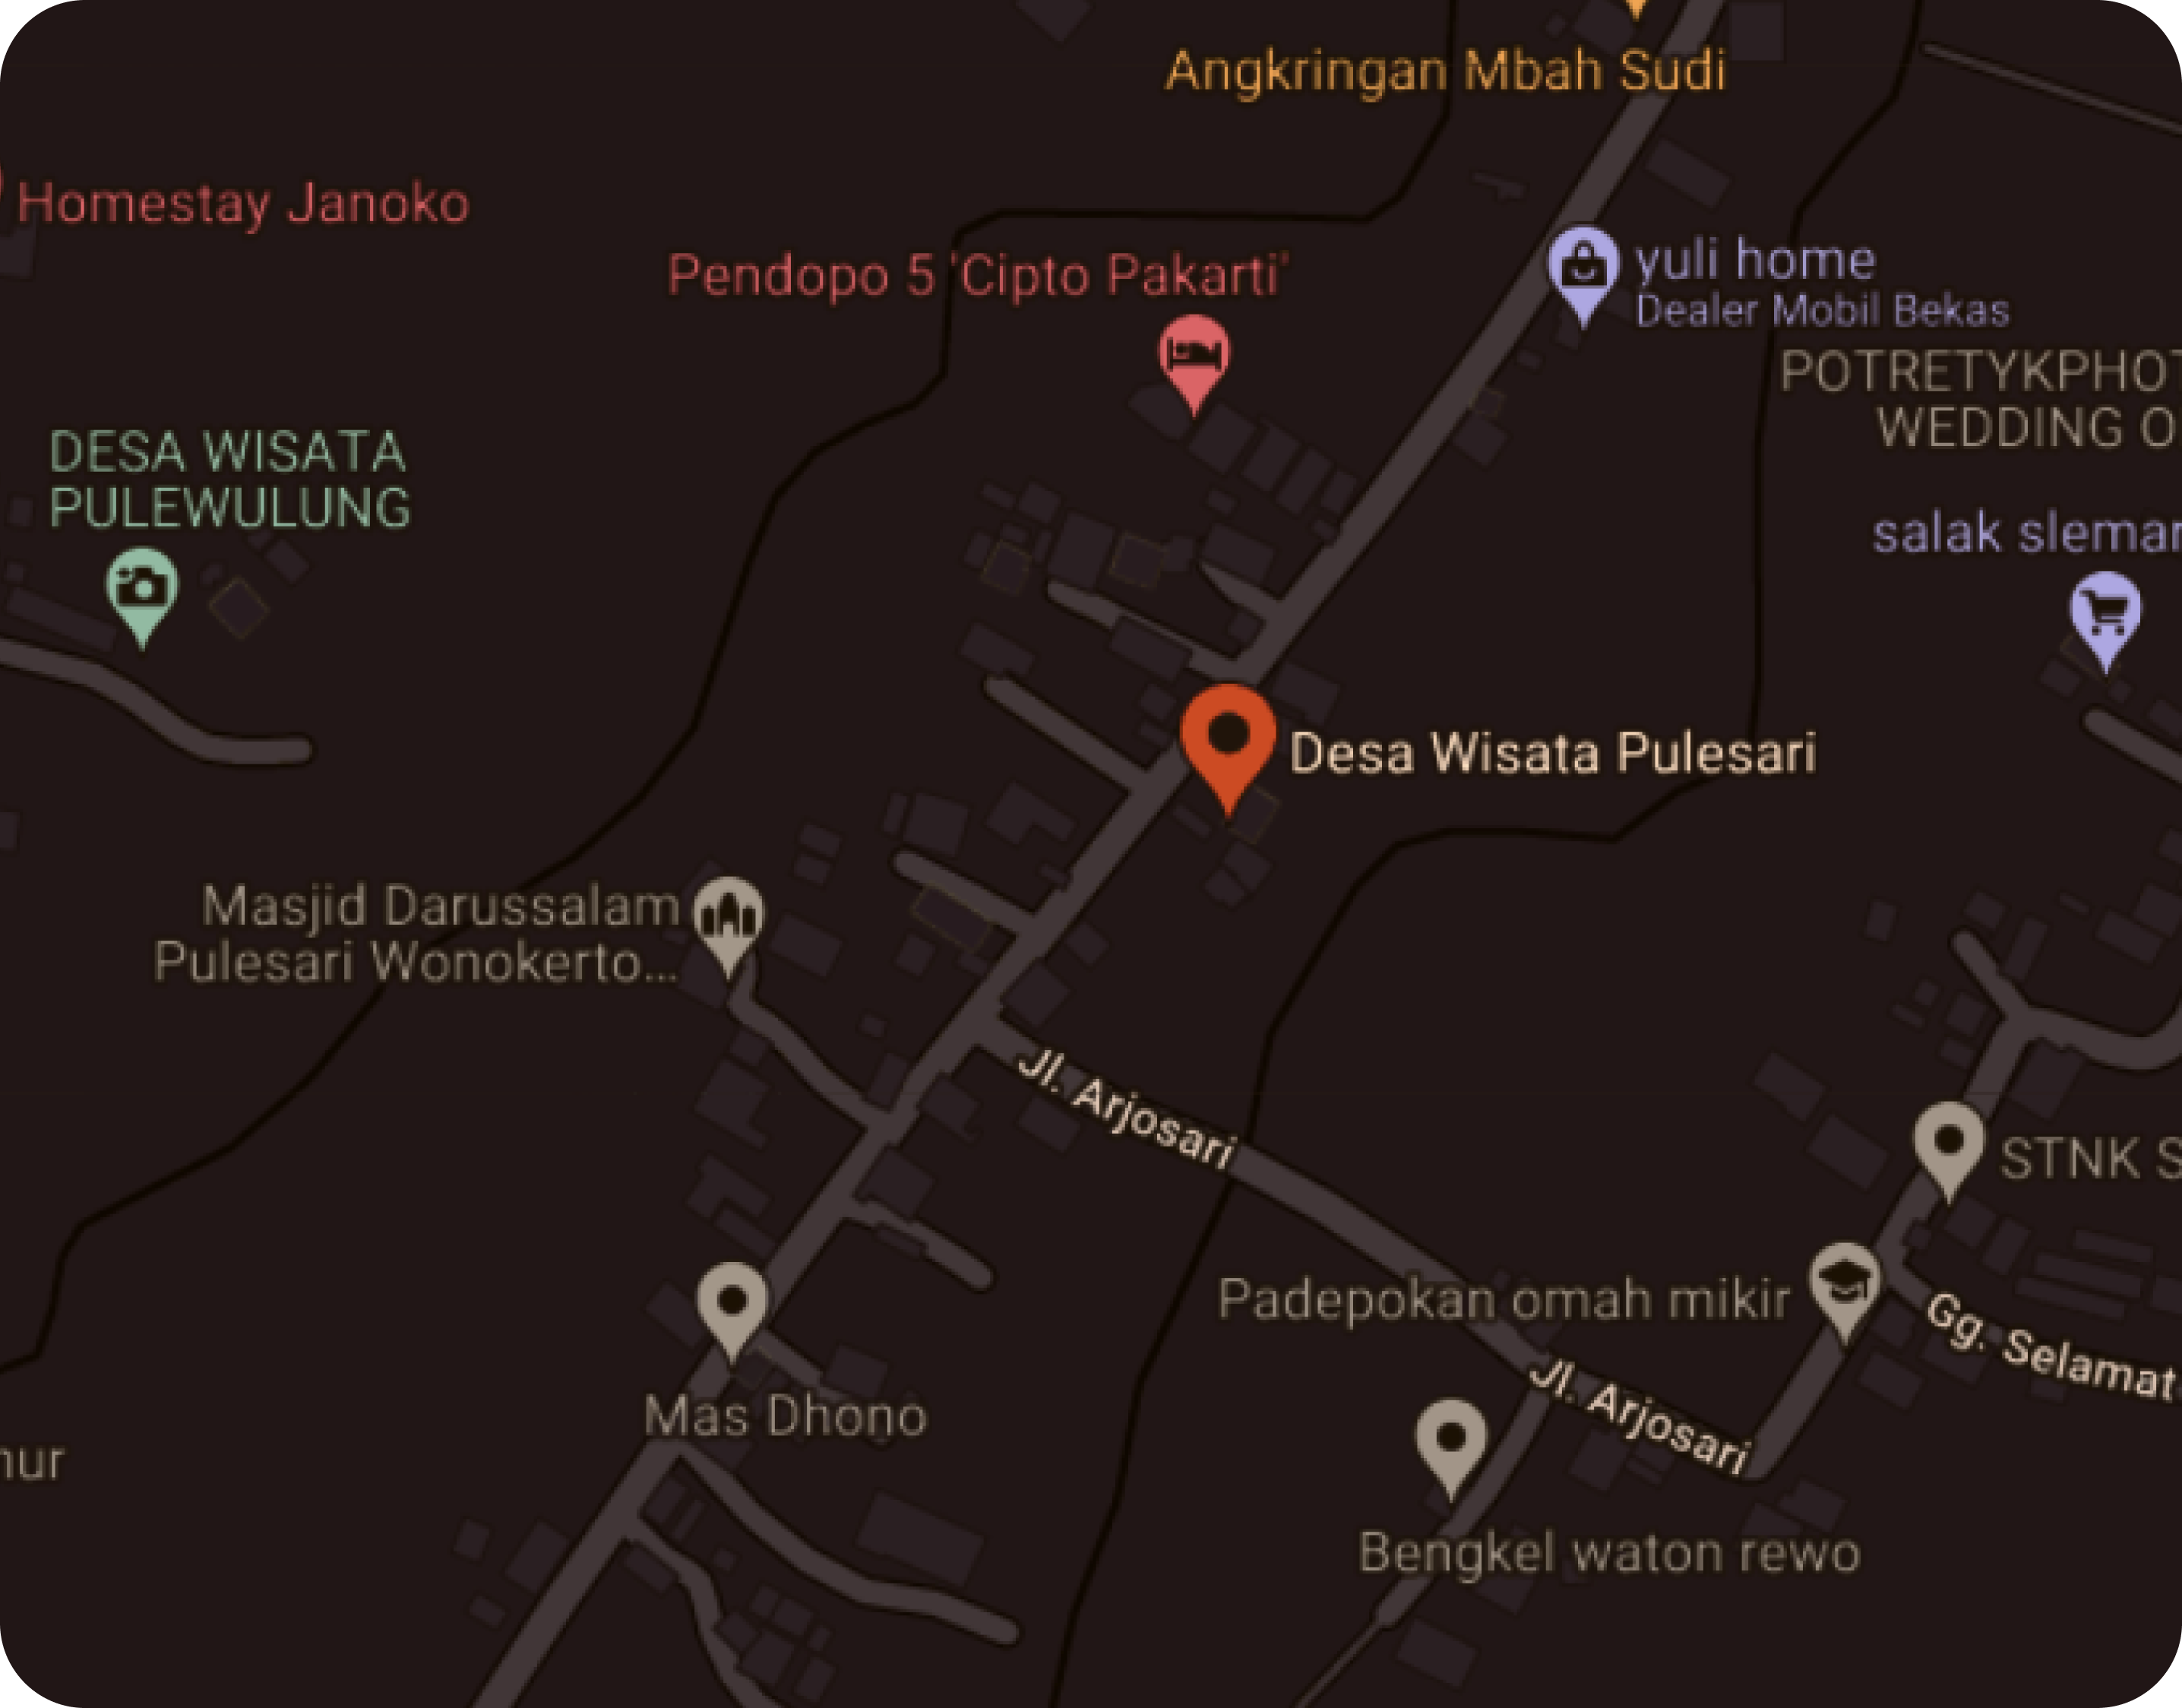 Angkringan Mbah Sudi
Homestay Janoko
Pendopo 5 'Cipto Pakarti'
yuli home
Dealer Mobil Bekas
POTRETYKPHOT
WEDDING O
DESA WISATA
PULEWULUNG
salak sleman
Desa Wisata Pulesari
Masjid Darussalam
Pulesari Wonokerto...
Jl. Arjosari
STNK S
Padepokan omah mikir
Gg. Selamat
Jl. Arjosari
Mas Dhono
Bengkel waton rewo